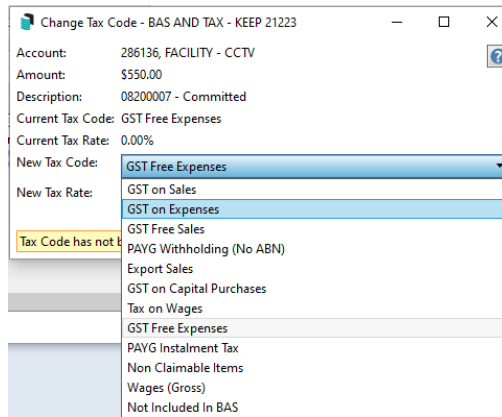 Change Tax Code - BAS AND TAX - KEEP 21223
Account: 286136, FACILITY - CCTV
Amount: $550.00
Description: 08200007 - Committed
Current Tax Code: GST Free Expenses
Current Tax Rate: 0.00%
New Tax Code: GST Free Expenses
New Tax Rate:
GST on Sales
GST on Expenses
GST Free Sales
Tax Code has not b
PAYG Withholding (No ABN)
Export Sales
GST on Capital Purchases
Tax on Wages
GST Free Expenses
PAYG Instalment Tax
Non Claimable Items
Wages (Gross)
Not Included In BAS